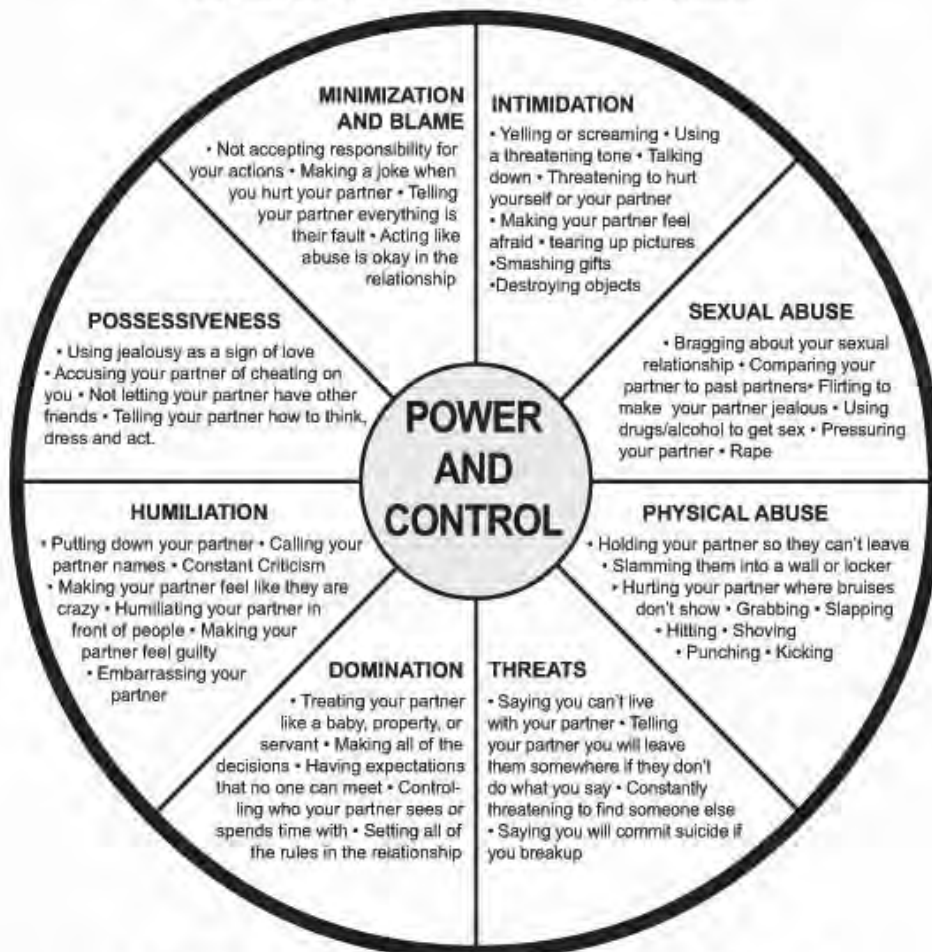 MINIMIZATION
AND BLAME
• Not accepting responsibility for
your actions • Making a joke when
you hurt your partner • Telling
your partner everything is
their fault • Acting like
abuse is okay in the
relationship
INTIMIDATION
• Yelling or screaming • Using
a threatening tone • Talking
down • Threatening to hurt
yourself or your partner
• Making your partner feel
afraid • tearing up pictures
•Smashing gifts
•Destroying objects
POSSESSIVENESS
• Using jealousy as a sign of love
• Accusing your partner of cheating on
you • Not letting your partner have other
friends • Telling your partner how to think,
dress and act.
SEXUAL ABUSE
• Bragging about your sexual
relationship • Comparing your
partner to past partners• Flirting to
make your partner jealous • Using
drugs/alcohol to get sex • Pressuring
your partner • Rape
POWER
AND
CONTROL
HUMILIATION
• Putting down your partner • Calling your
partner names • Constant Criticism
• Making your partner feel like they are
crazy • Humiliating your partner in
front of people • Making your
partner feel guilty
• Embarrassing your
partner
PHYSICAL ABUSE
• Holding your partner so they can't leave
• Slamming them into a wall or locker
• Hurting your partner where bruises
don't show • Grabbing • Slapping
• Hitting • Shoving
• Punching • Kicking
DOMINATION
• Treating your partner
like a baby, property, or
servant • Making all of the
decisions • Having expectations
that no one can meet • Control-
ling who your partner sees or
spends time with • Setting all of
the rules in the relationship
THREATS
• Saying you can't live
with your partner • Telling
your partner you will leave
them somewhere if they don't
do what you say • Constantly
threatening to find someone else
• Saying you will commit suicide if
you breakup